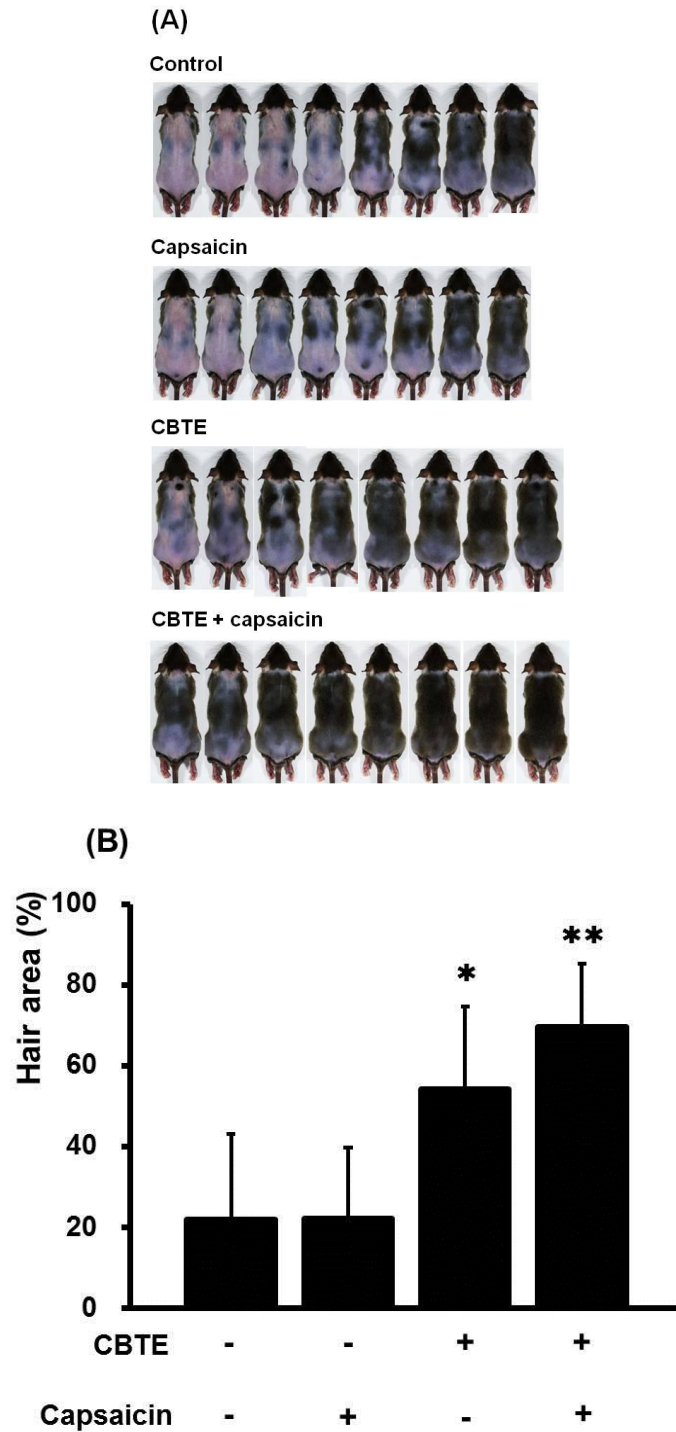 (A)
Control
Capsaicin
CBTE
CBTE + capsaicin
(B)
Hair area (%)
100
80
60
40
20
0
*
**
CBTE - - + +
Capsaicin - + - +